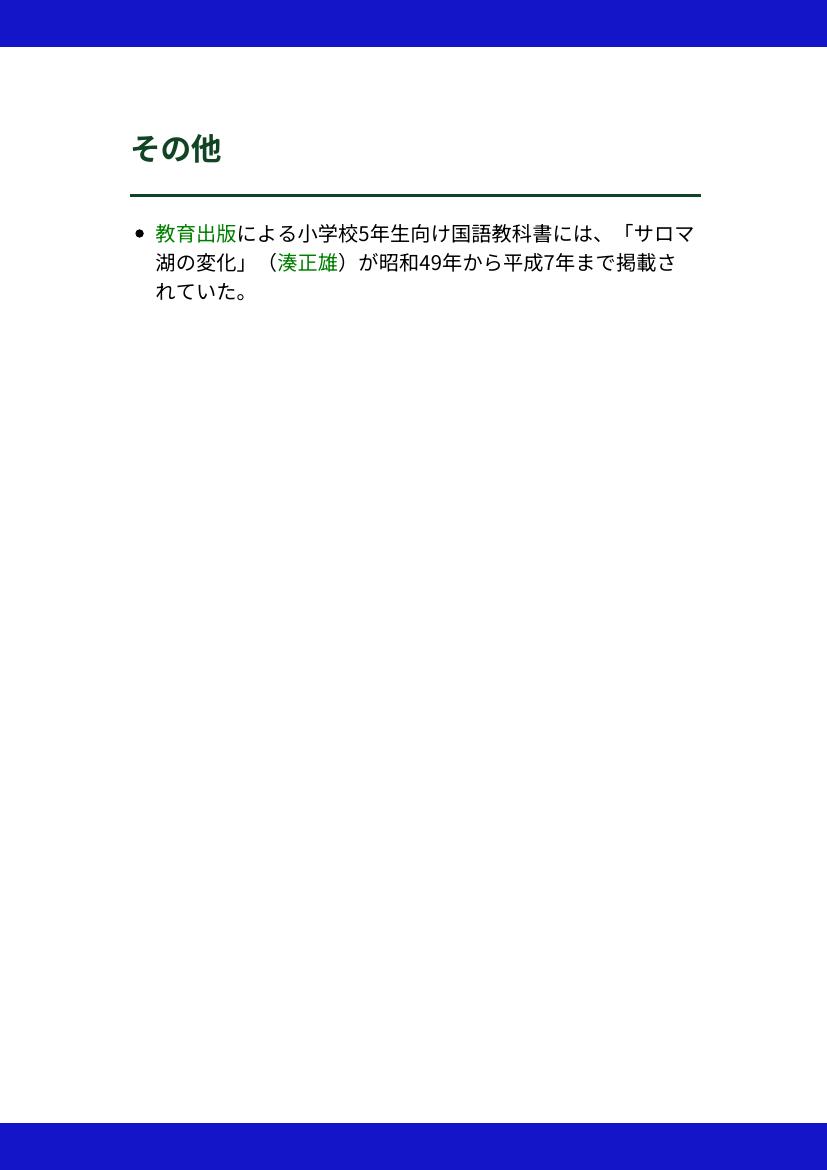 その他
教育出版による小学校5年生向け国語教科書には、「サロマ
湖の変化」（湊正雄）が昭和49年から平成7年まで掲載さ
れていた。